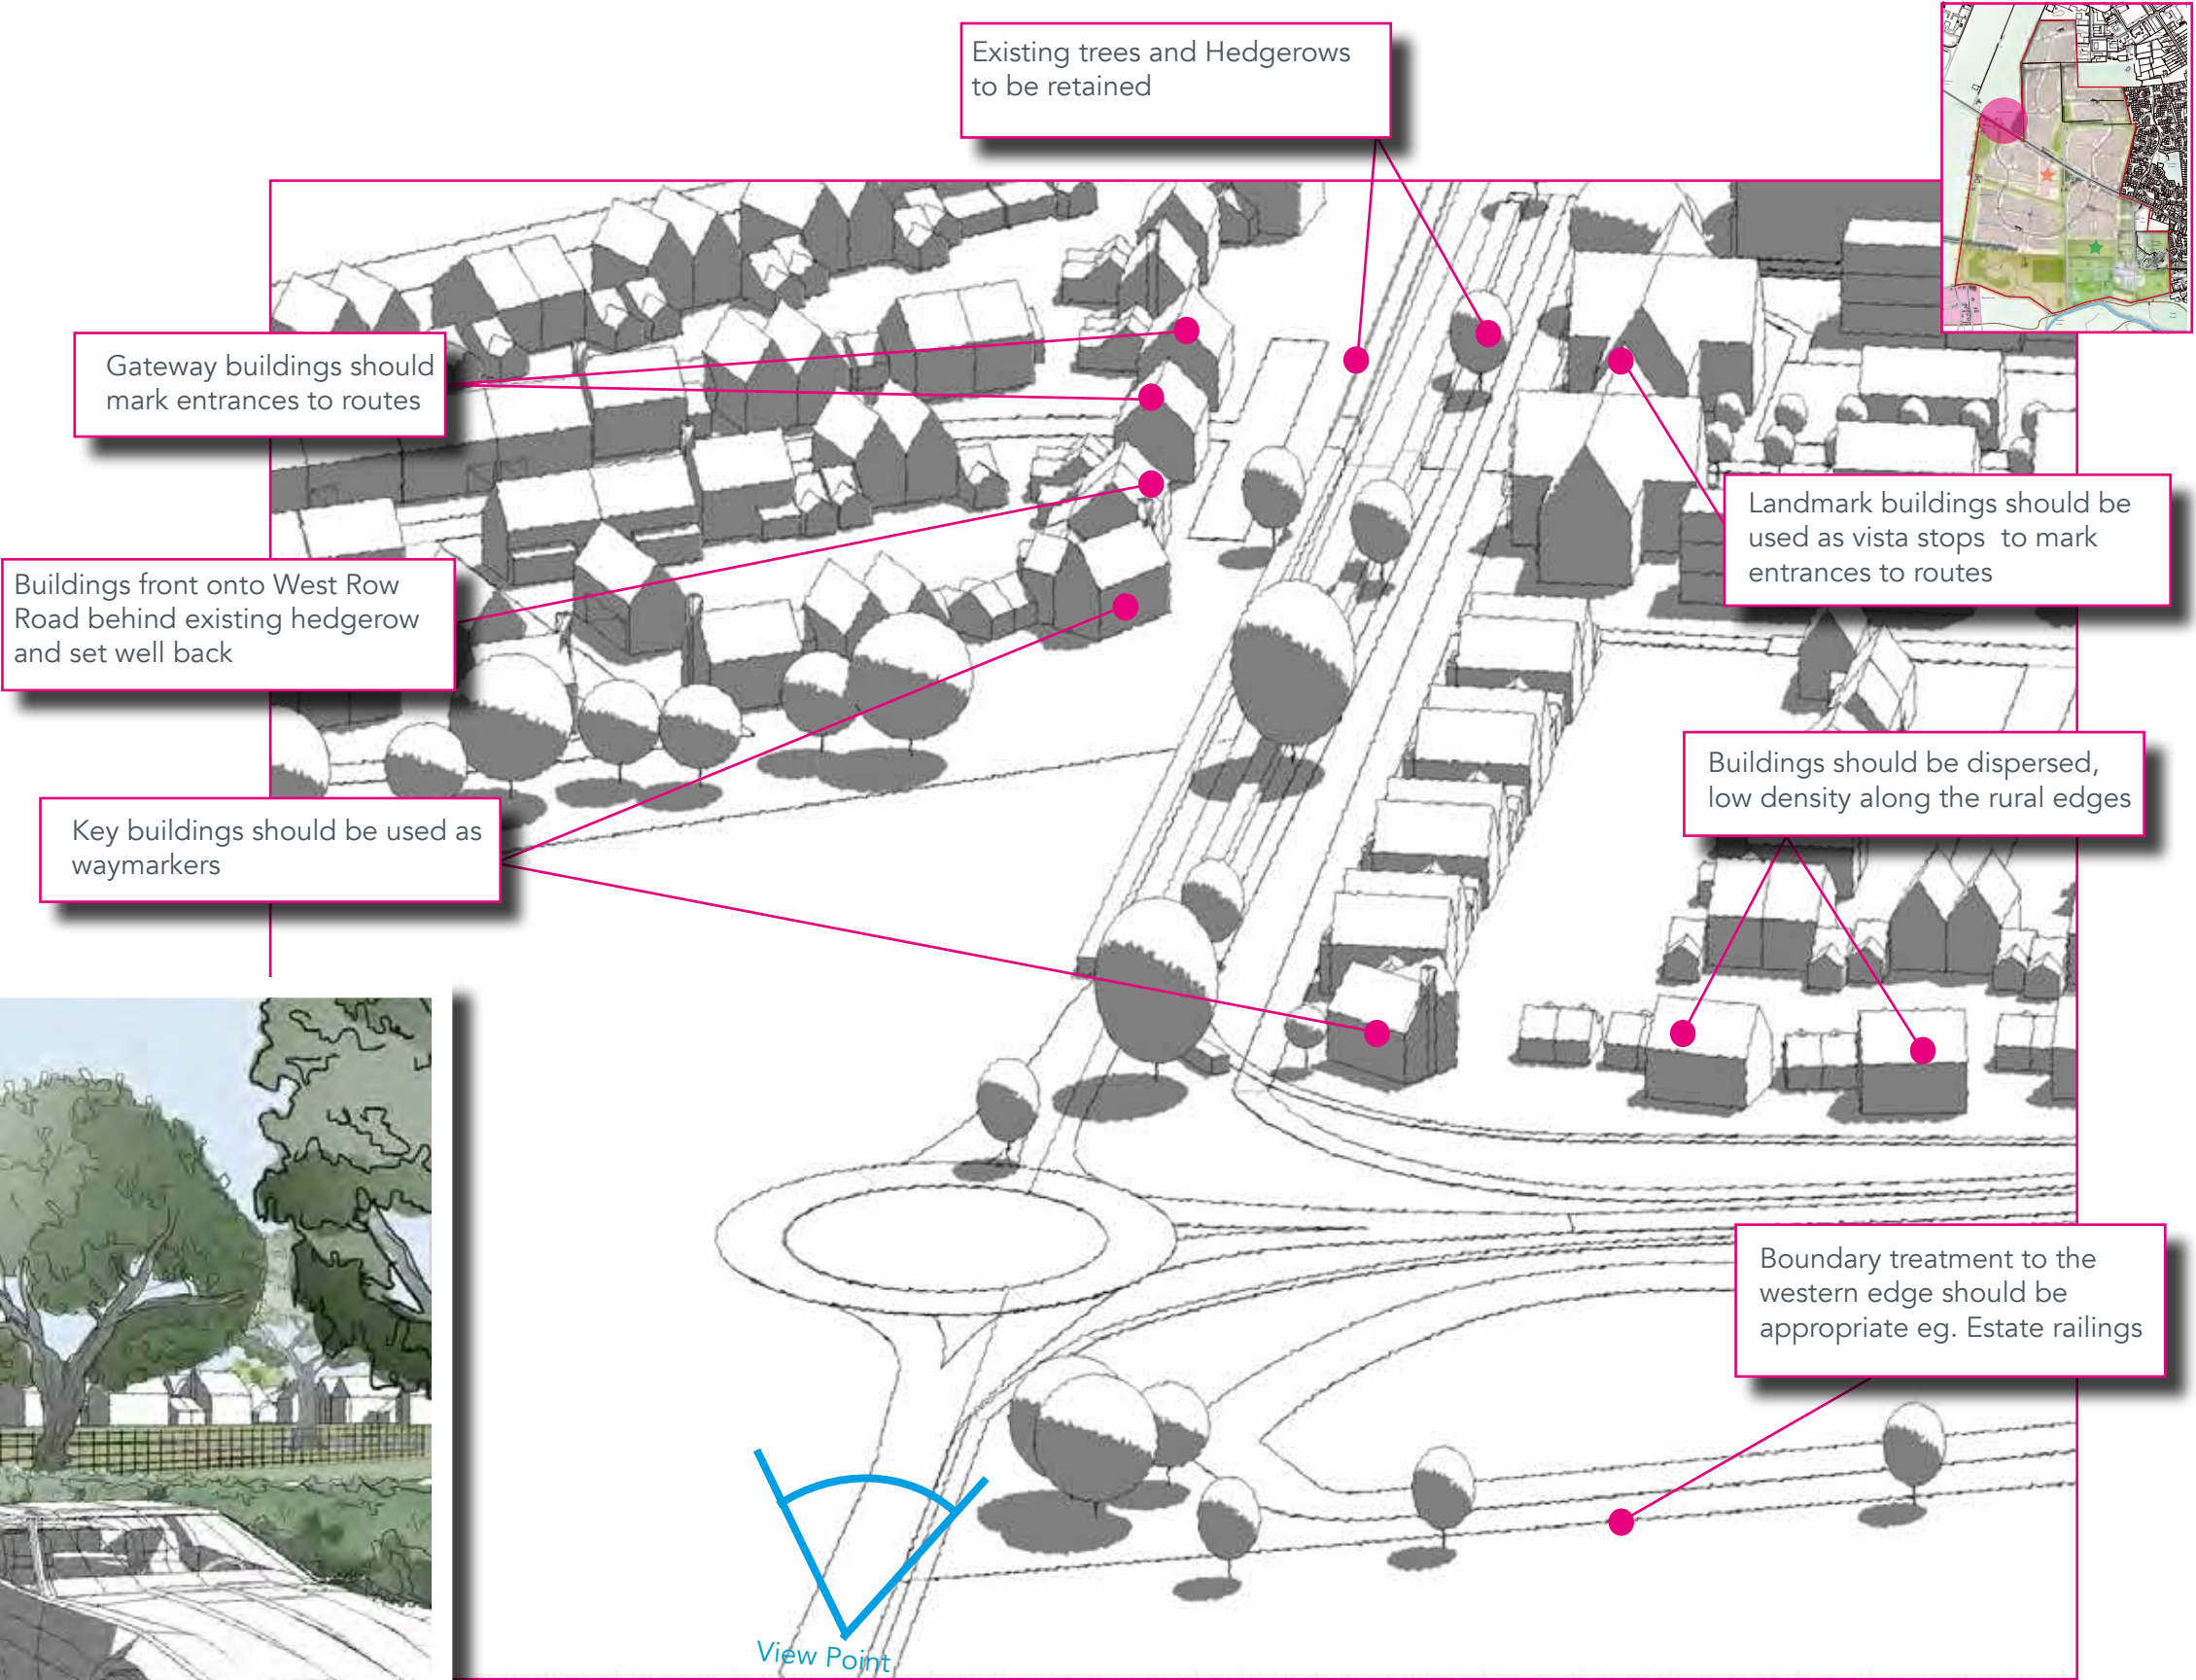 Existing trees and Hedgerows
to be retained
Gateway buildings should
mark entrances to routes
Landmark buildings should be
used as vista stops  to mark
entrances to routes
Buildings front onto West Row
Road behind existing hedgerow
and set well back
Buildings should be dispersed,
low density along the rural edges
Key buildings should be used as
waymarkers
Boundary treatment to the
western edge should be
appropriate eg. Estate railings
View Point